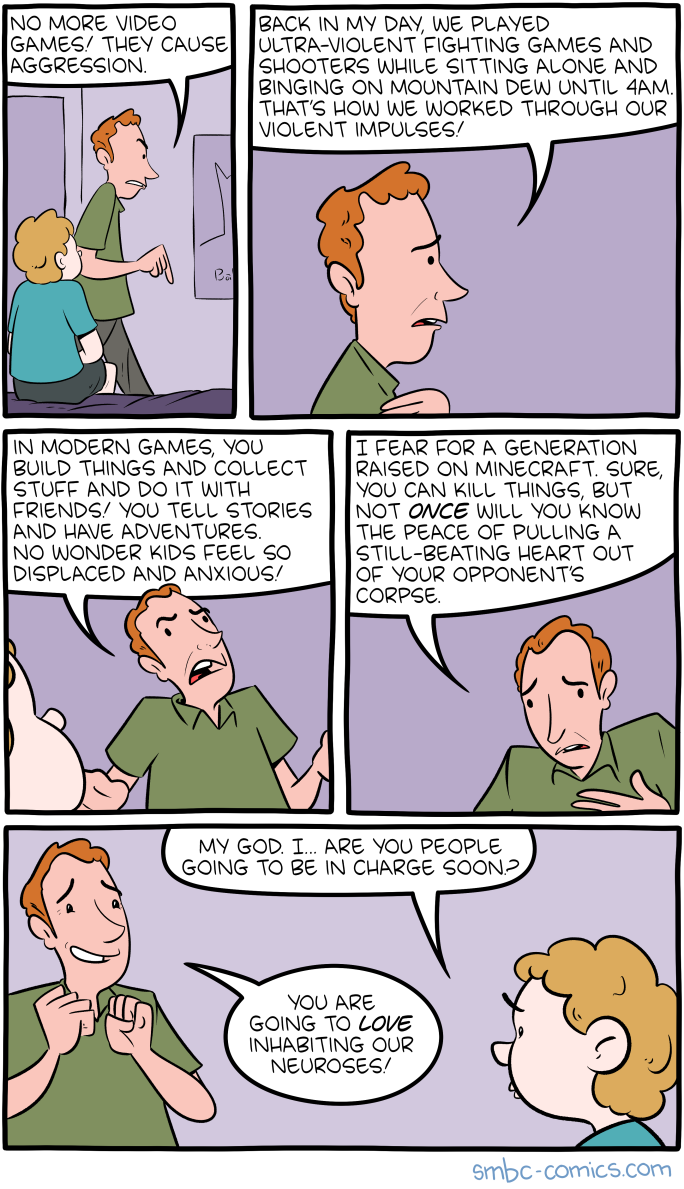 NO MORE VIDEO
GAMES! THEY CAUSE
AGGRESSION.
BACK IN MY DAY, WE PLAYED
ULTRA-VIOLENT FIGHTING GAMES AND
SHOOTERS WHILE SITTING ALONE AND
BINGING ON MOUNTAIN DEW UNTIL 4AM.
THAT'S HOW WE WORKED THROUGH OUR
VIOLENT IMPULSES!
IN MODERN GAMES, YOU
BUILD THINGS AND COLLECT
STUFF AND DO IT WITH
FRIENDS! YOU TELL STORIES
AND HAVE ADVENTURES.
NO WONDER KIDS FEEL SO
DISPLACED AND ANXIOUS!
I FEAR FOR A GENERATION
RAISED ON MINECRAFT. SURE,
YOU CAN KILL THINGS, BUT
NOT ONCE WILL YOU KNOW
THE PEACE OF PULLING A
STILL-BEATING HEART OUT
OF YOUR OPPONENT'S
CORPSE.
MY GOD. I... ARE YOU PEOPLE
GOING TO BE IN CHARGE SOON?
YOU ARE
GOING TO LOVE
INHABITING OUR
NEUROSES!
smbc-comics.com